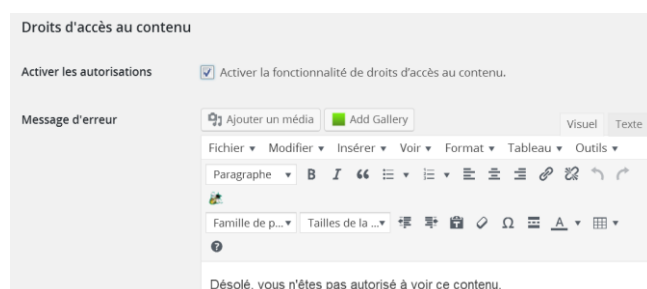 Droits d'accès au contenu
Activer les autorisations
Activer la fonctionnalité de droits d'accès au contenu.
Message d'erreur
Ajouter un média
Add Gallery
Visuel
Texte
Fichier
Modifier
Insérer
Voir
Format
Tableau
Outils
Paragraphe
B
I
Famille de p...
Tailles de la ...
Ω
A
Désolé, vous n'êtes pas autorisé à voir ce contenu.